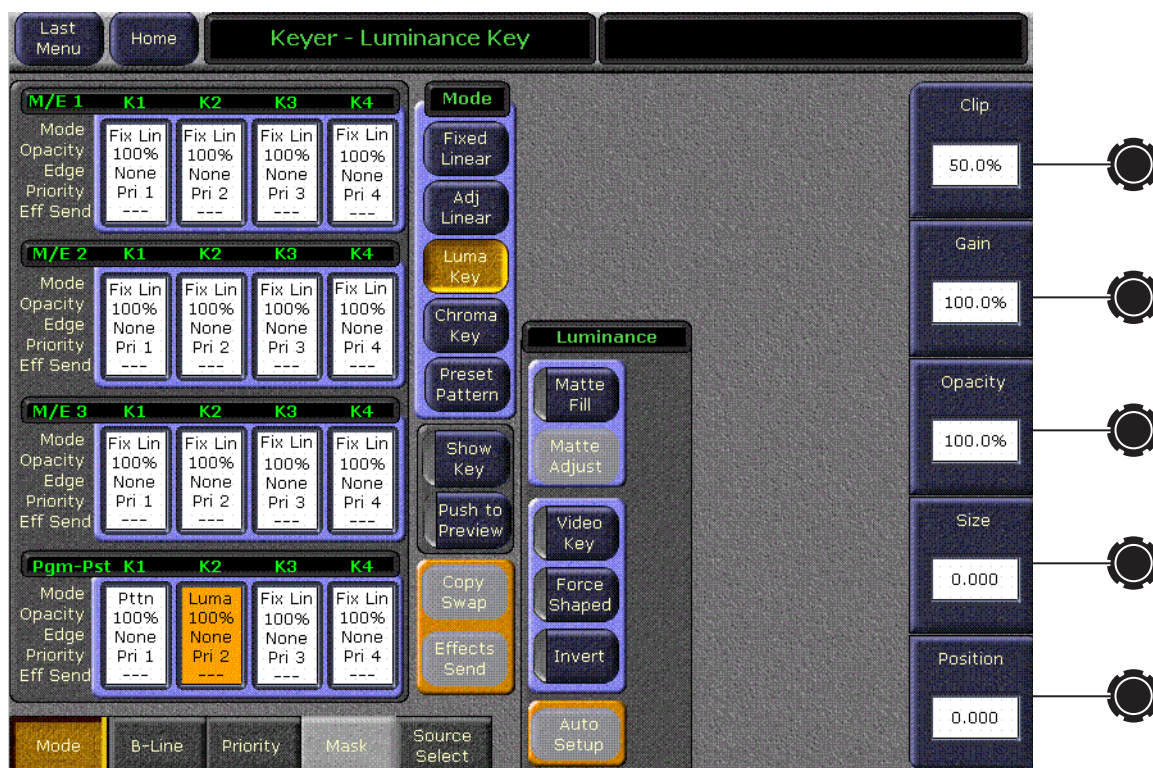 Last
Menu
Home
Keyer - Luminance Key
M/E 1 K1 K2 K3 K4
Mode Fix Lin Fix Lin Fix Lin Fix Lin
Opacity 100% 100% 100% 100%
Edge None None None None
Priority Pri 1 Pri 2 Pri 3 Pri 4
Eff Send --- --- --- ---
M/E 2 K1 K2 K3 K4
Mode Fix Lin Fix Lin Fix Lin Fix Lin
Opacity 100% 100% 100% 100%
Edge None None None None
Priority Pri 1 Pri 2 Pri 3 Pri 4
Eff Send --- --- --- ---
M/E 3 K1 K2 K3 K4
Mode Fix Lin Fix Lin Fix Lin Fix Lin
Opacity 100% 100% 100% 100%
Edge None None None None
Priority Pri 1 Pri 2 Pri 3 Pri 4
Eff Send --- --- --- ---
Pgm-Pst K1 K2 K3 K4
Mode Pttn Luma Fix Lin Fix Lin
Opacity 100% 100% 100% 100%
Edge None None None None
Priority Pri 1 Pri 2 Pri 3 Pri 4
Eff Send --- --- --- ---
Mode
Fixed
Linear
Adj
Linear
Luma
Key
Chroma
Key
Preset
Pattern
Show
Key
Push to
Preview
Copy
Swap
Effects
Send
Luminance
Matte
Fill
Matte
Adjust
Video
Key
Force
Shaped
Invert
Auto
Setup
Clip
50.0%
Gain
100.0%
Opacity
100.0%
Size
0.000
Position
0.000
Mode
B-Line
Priority
Mask
Source
Select